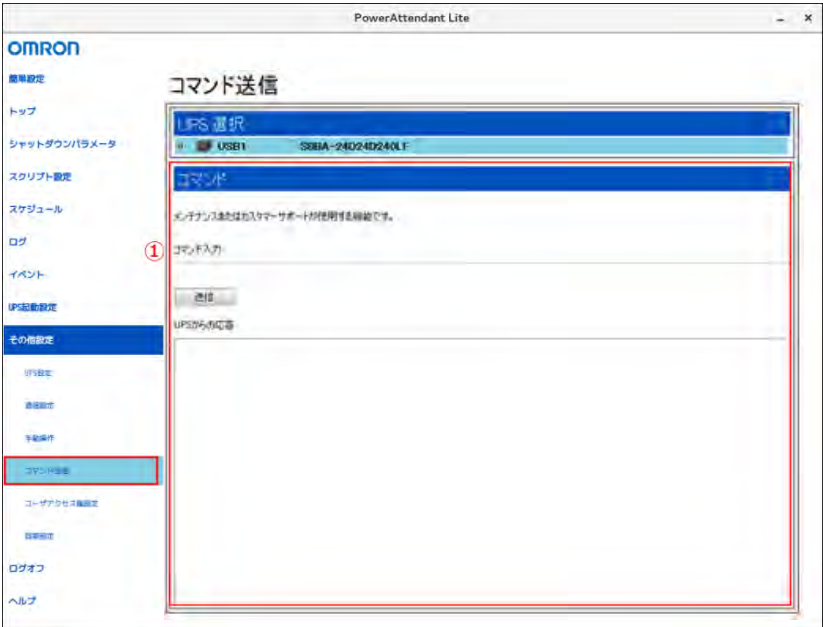 PowerAttendant Lite
OMRON
簡単設定
トップ
シャットダウンパラメータ
スクリプト設定
スケジュール
ログ
イベント
UPS起動設定
その他設定
UPS設定
通信設定
手動操作
コマンド送信
ユーザアクセス権設定
ログオフ
ヘルプ
コマンド送信
UPS 選択
USB1 S8BA-24D24D240LF
①
コマンド
メンテナンスまたはカスタマーサポートが使用する機能です。
コマンド入力
送信
UPSからの応答